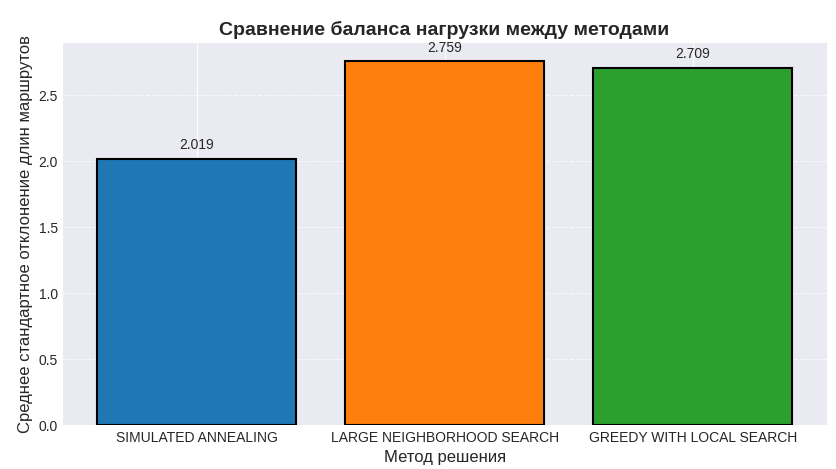 Сравнение баланса нагрузки между методами
Среднее стандартное отклонение длин маршрутов
2.5
2.0
1.5
1.0
0.5
0.0
2.019
2.759
2.709
SIMULATED ANNEALING
LARGE NEIGHBORHOOD SEARCH
GREEDY WITH LOCAL SEARCH
Метод решения